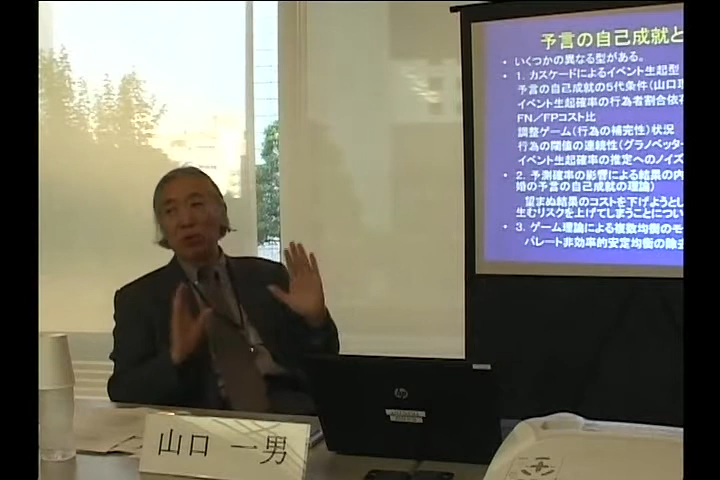 予言の自己成就と
• いくつかの異なる型がある。
• 1. カスケードによるイベント生起型
予言の自己成就の5代条件(山口理
イベント生起確率の行為者割合依存
FN/FPコスト比
調整ゲーム(行為の補完性)状況
行為の閾値の連続性(グラノベッタ-
イベント生起確率の推定へのノイズ
• 2. 予測確率の影響による結果の内
婚の予言の自己成就の理論)
望まぬ結果のコストを下げようとし
生むリスクを上げてしまうことについ
• 3. ゲーム理論による複数均衡のモ
パレート非効率的安定均衡の除去
hp
山口 一男